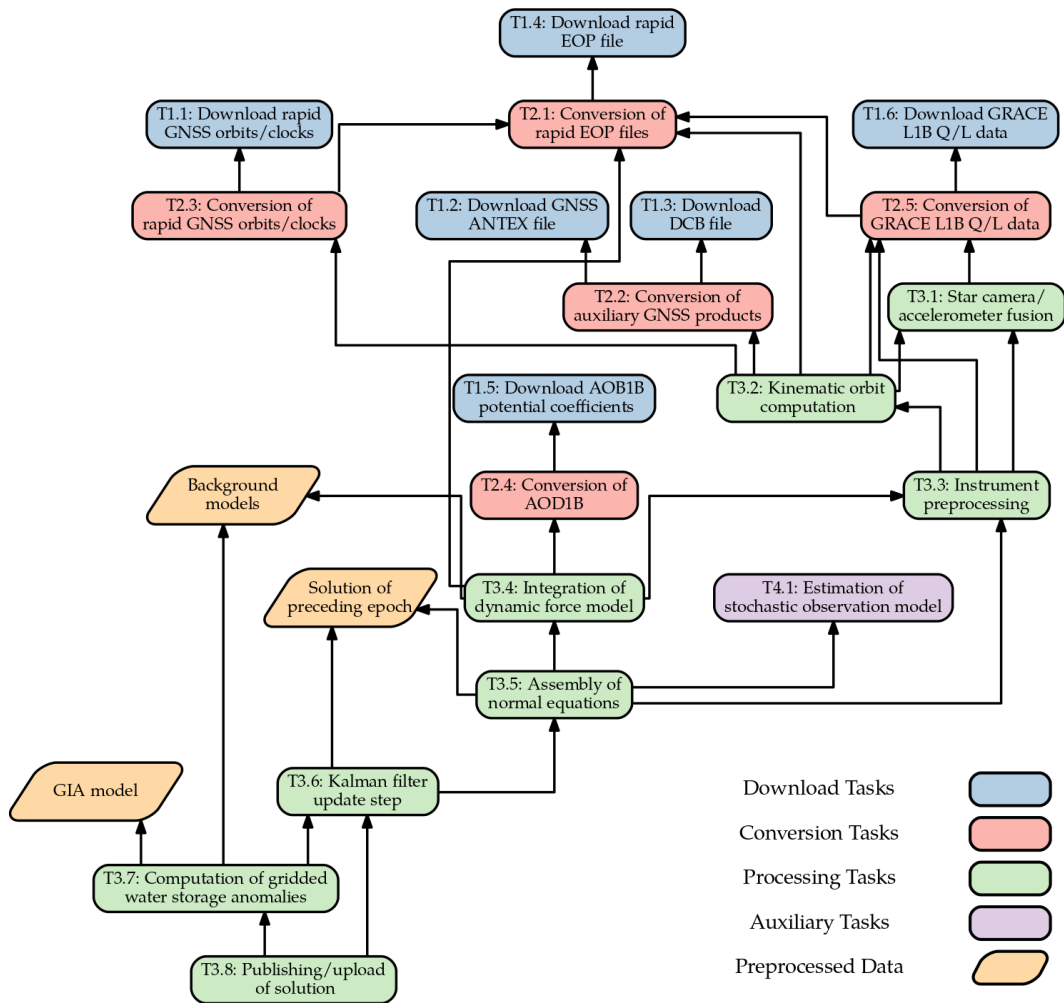 T1.4: Download rapid
EOP file
T1.1: Download rapid
GNSS orbits/clocks
T2.1: Conversion of
rapid EOP files
T1.6: Download GRACE
L1B Q/L data
T2.3: Conversion of
rapid GNSS orbits/clocks
T1.2: Download GNSS
ANTEX file
T1.3: Download
DCB file
T2.5: Conversion of
GRACE L1B Q/L data
T2.2: Conversion of
auxiliary GNSS products
T3.1: Star camera/
accelerometer fusion
T1.5: Download AOB1B
potential coefficients
T3.2: Kinematic orbit
computation
Background
models
T2.4: Conversion of
AOD1B
T3.3: Instrument
preprocessing
Solution of
preceding epoch
T3.4: Integration of
dynamic force model
T4.1: Estimation of
stochastic observation model
T3.5: Assembly of
normal equations
GIA model
T3.6: Kalman filter
update step
T3.7: Computation of gridded
water storage anomalies
T3.8: Publishing/upload
of solution
Download Tasks
Conversion Tasks
Processing Tasks
Auxiliary Tasks
Preprocessed Data